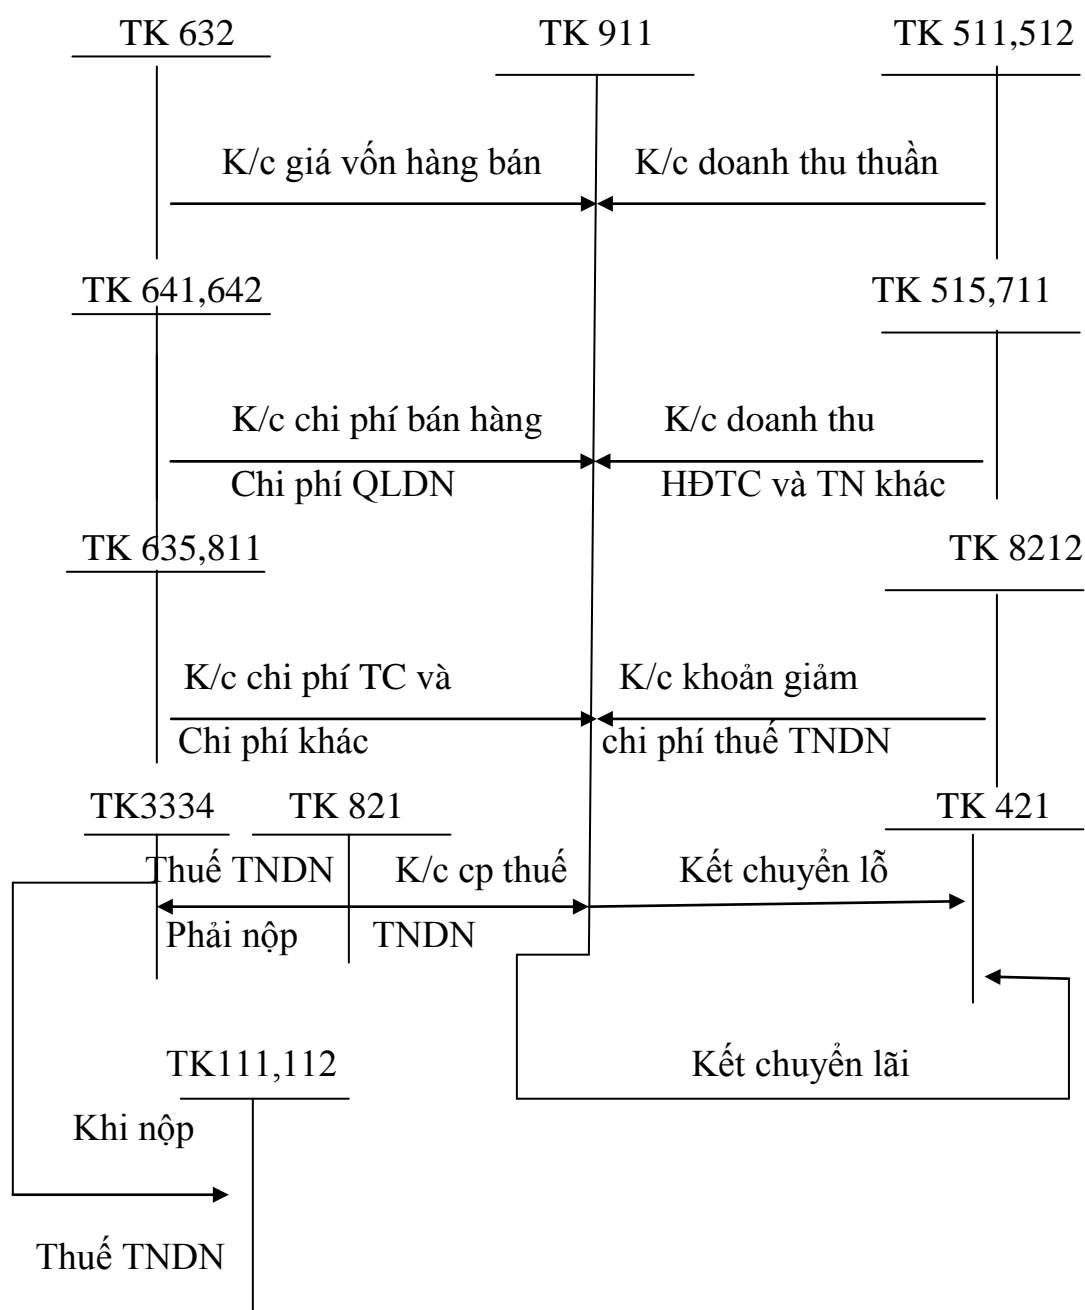 TK 632
TK 911
TK 511,512
K/c giá vốn hàng bán
K/c doanh thu thuần
TK 641,642
TK 515,711
K/c chi phí bán hàng
K/c doanh thu
Chi phí QLDN
HĐTC và TN khác
TK 635,811
TK 8212
K/c chi phí TC và
K/c khoản giảm
Chi phí khác
chi phí thuế TNDN
TK3334
TK 821
TK 421
Thuế TNDN
K/c cp thuế
Kết chuyển lỗ
Phải nộp
TNDN
TK111,112
Kết chuyển lãi
Khi nộp
Thuế TNDN